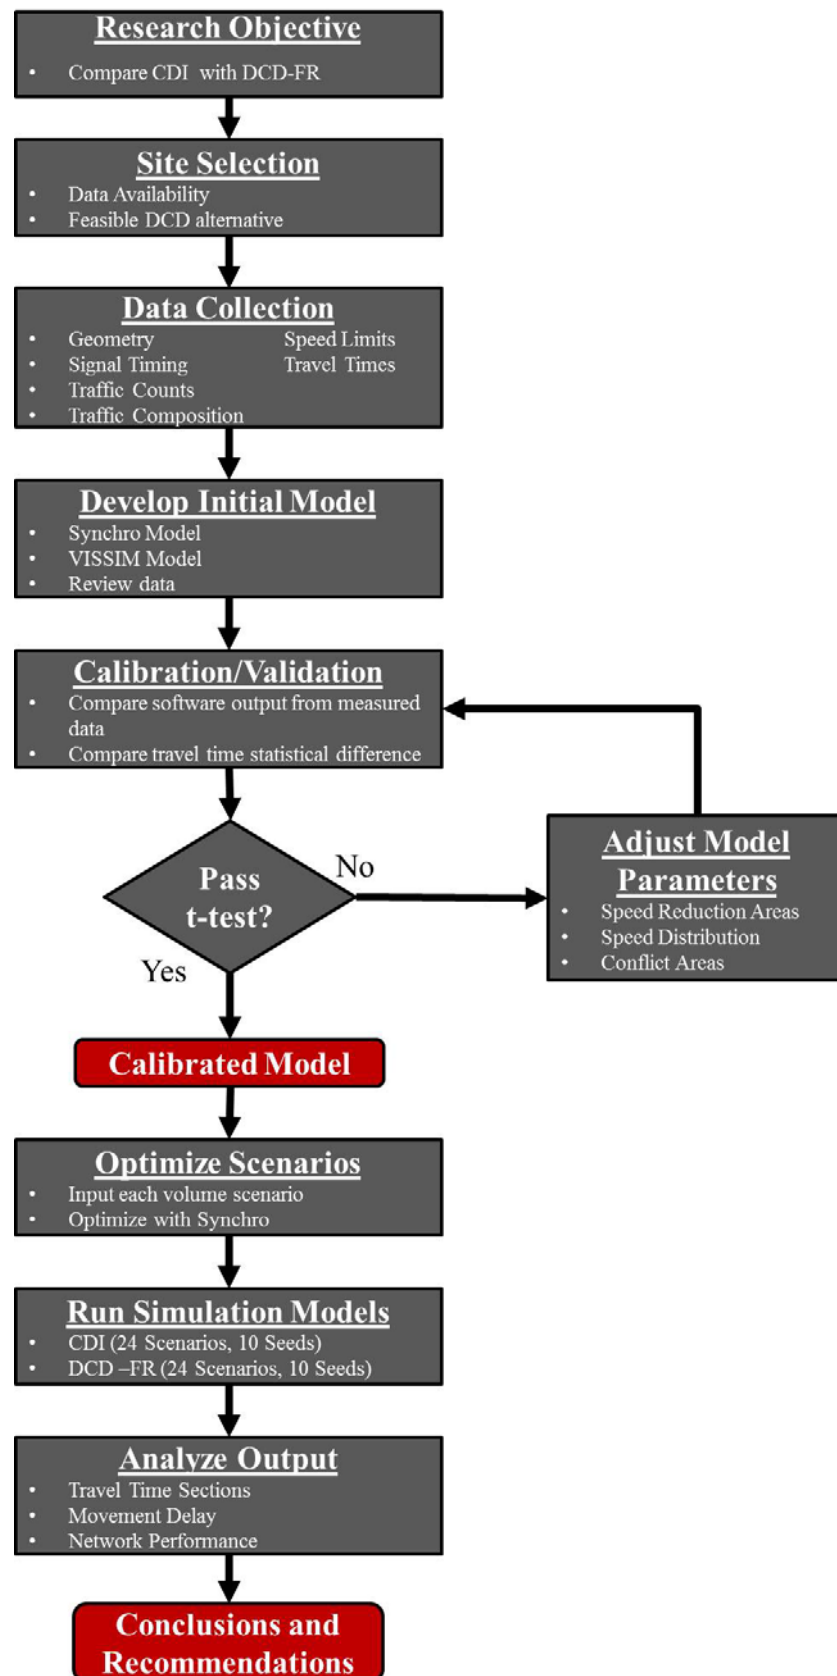 Research Objective
• Compare CDI with DCD-FR
Site Selection
• Data Availability
• Feasible DCD alternative
Data Collection
• Geometry
• Signal Timing
• Traffic Counts
• Traffic Composition
Speed Limits
Travel Times
Develop Initial Model
• Synchro Model
• VISSIM Model
• Review data
Calibration/Validation
• Compare software output from measured
data
• Compare travel time statistical difference
Pass
t-test?
No
Adjust Model
Parameters
• Speed Reduction Areas
• Speed Distribution
• Conflict Areas
Yes
Calibrated Model
Optimize Scenarios
• Input each volume scenario
• Optimize with Synchro
Run Simulation Models
• CDI (24 Scenarios, 10 Seeds)
• DCD –FR (24 Scenarios, 10 Seeds)
Analyze Output
• Travel Time Sections
• Movement Delay
• Network Performance
Conclusions and
Recommendations